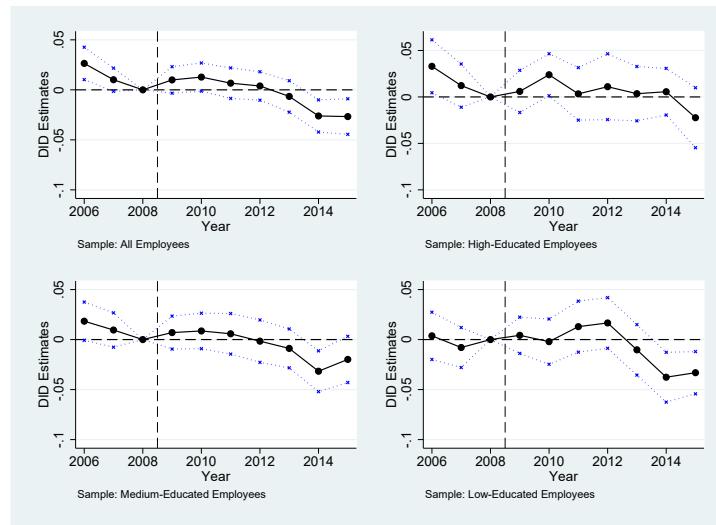 DID Estimates
.05
0
-.05
-.1
2006 2008 2010 2012 2014
Year
Sample: All Employees
DID Estimates
.05
0
-.05
-.1
2006 2008 2010 2012 2014
Year
Sample: High-Educated Employees
DID Estimates
.05
0
-.05
-.1
2006 2008 2010 2012 2014
Year
Sample: Medium-Educated Employees
DID Estimates
.05
0
-.05
-.1
2006 2008 2010 2012 2014
Year
Sample: Low-Educated Employees